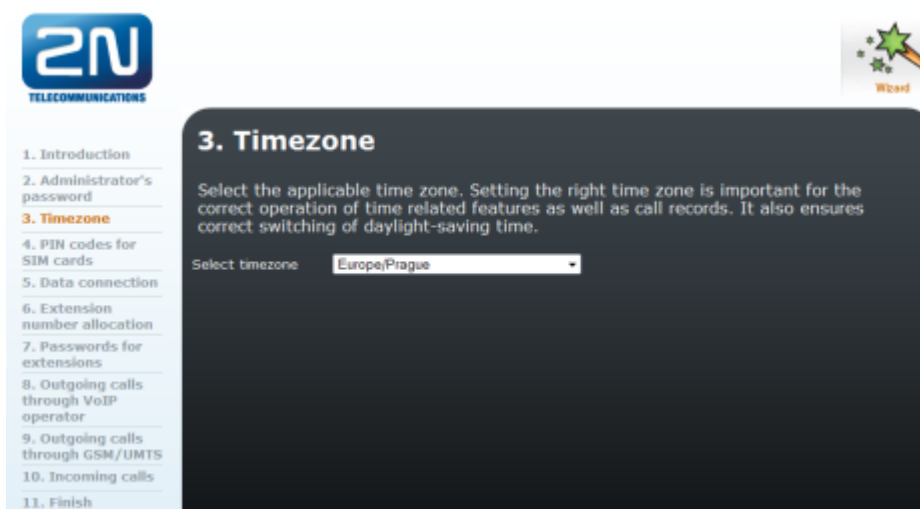 2N
TELECOMMUNICATIONS
Wizard
1. Introduction
2. Administrator's
password
3. Timezone
4. PIN codes for
SIM cards
5. Data connection
6. Extension
number allocation
7. Passwords for
extensions
8. Outgoing calls
through VoIP
operator
9. Outgoing calls
through GSM/UMTS
10. Incoming calls
11. Finish
3. Timezone
Select the applicable time zone. Setting the right time zone is important for the
correct operation of time related features as well as call records. It also ensures
correct switching of daylight-saving time.
Select timezone Europe/Prague